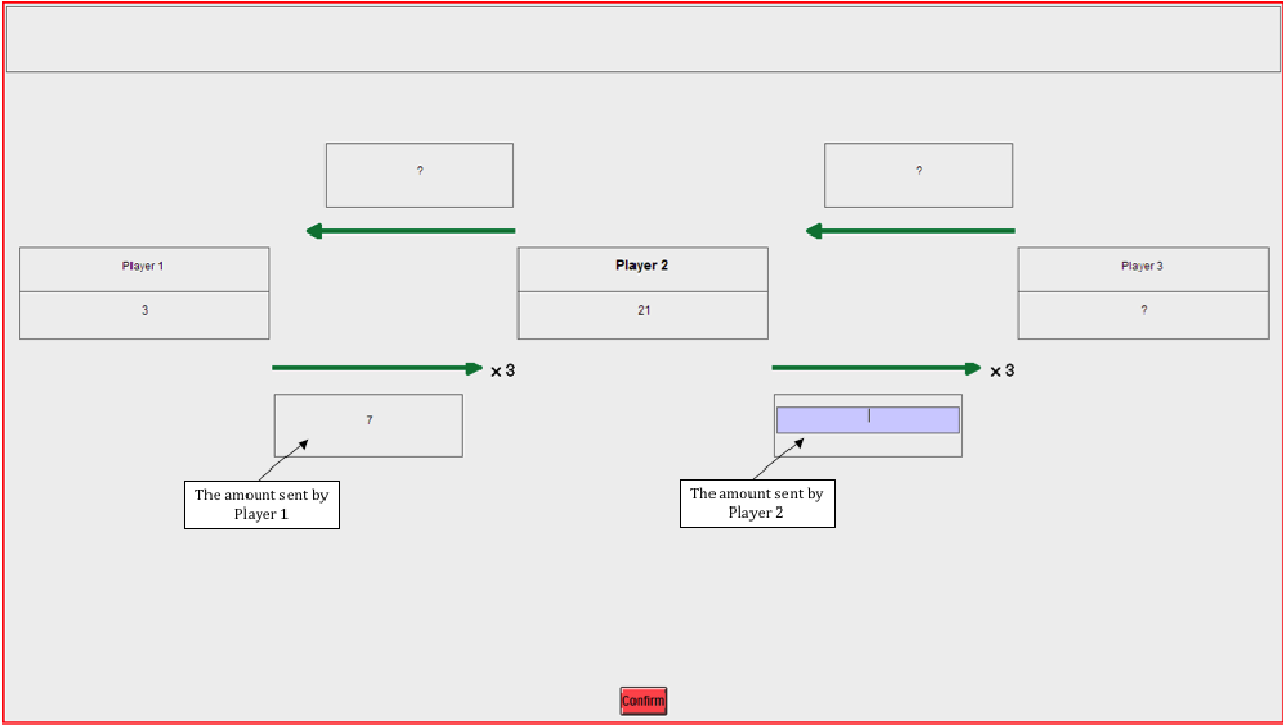 ?
?
Player 1
Player 2
Player 3
3
21
?
x 3
x 3
7
The amount sent by
Player 1
The amount sent by
Player 2
Confirm